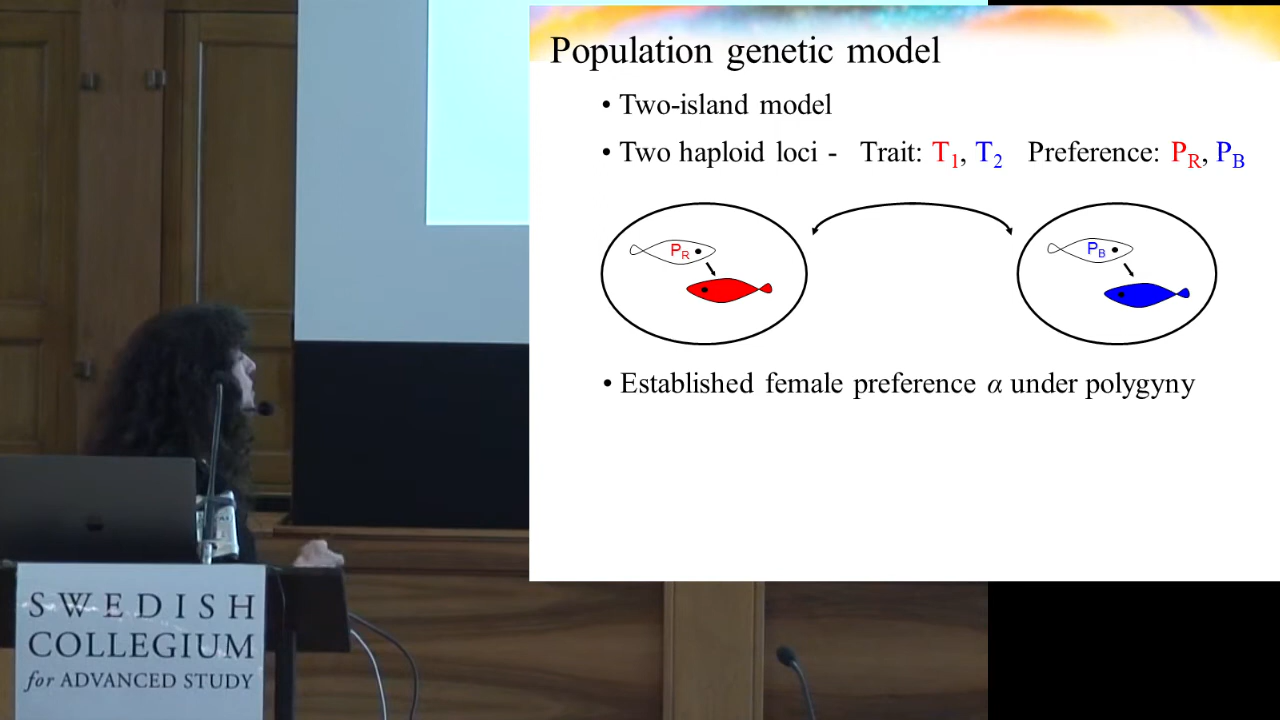 Population genetic model
• Two-island model
• Two haploid loci - Trait: T1, T2 Preference: PR, PB
PR
PB
• Established female preference α under polygyny
SWEDISH
COLLEGIUM
for ADVANCED STUDY